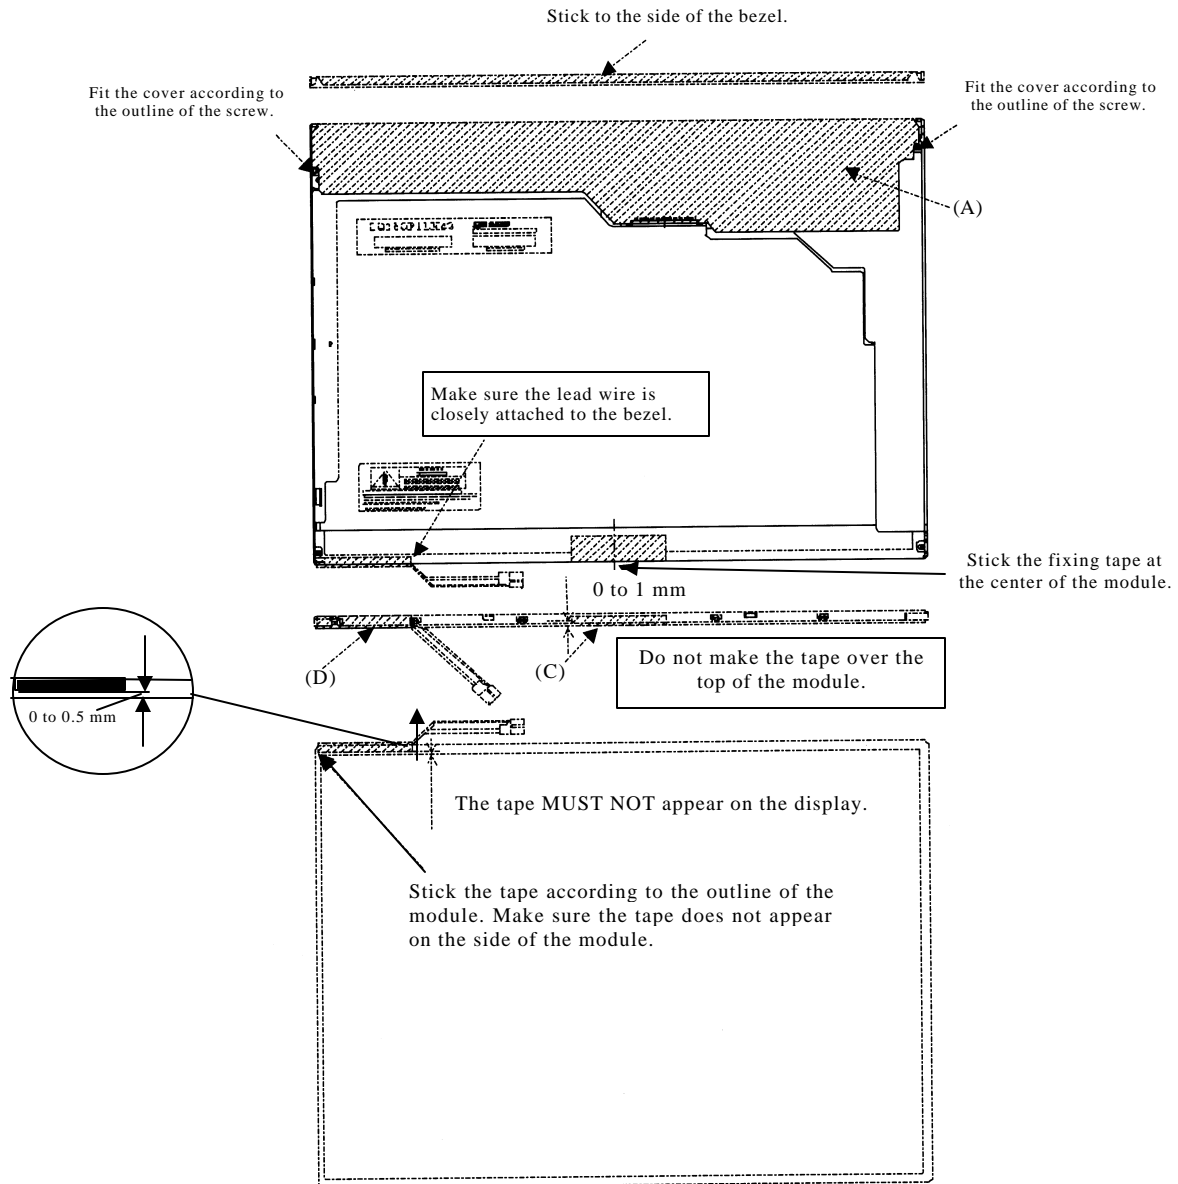 Stick to the side of the bezel.
Fit the cover according to
the outline of the screw.
Fit the cover according to
the outline of the screw.
(A)
Make sure the lead wire is
closely attached to the bezel.
Stick the fixing tape at
the center of the module.
0 to 1 mm
(D)
(C)
Do not make the tape over the
top of the module.
0 to 0.5 mm
The tape MUST NOT appear on the display.
Stick the tape according to the outline of the
module. Make sure the tape does not appear
on the side of the module.